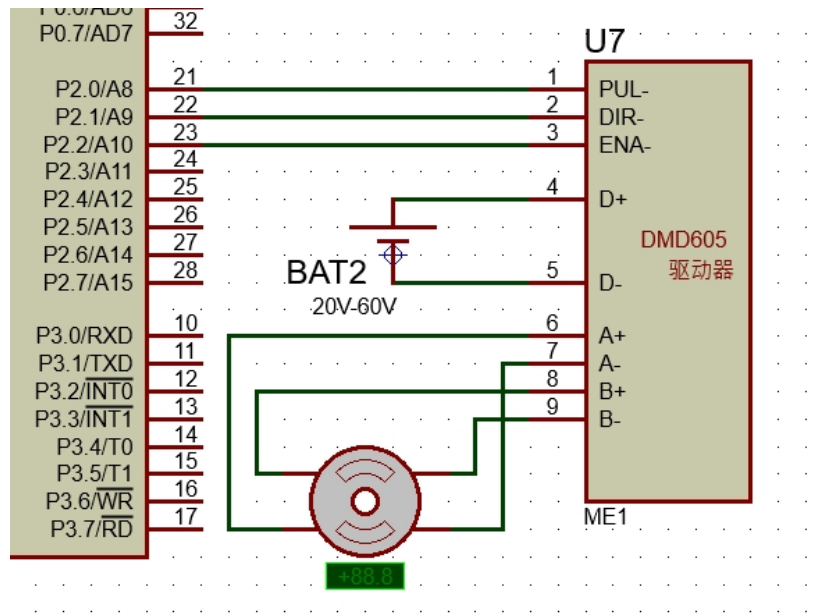 32
P0.7/AD7
U7
P2.0/A8 21 1 PUL-
P2.1/A9 22 2 DIR-
P2.2/A10 23 3 ENA-
P2.3/A11 24
P2.4/A12 25 4 D+
P2.5/A13 26
DMD605
P2.6/A14 27
驱动器
BAT2
P2.7/A15 28 5 D-
20V-60V
P3.0/RXD 10 6 A+
P3.1/TXD 11 7 A-
P3.2/INT0 12 8 B+
P3.3/INT1 13 9 B-
P3.4/T0 14
P3.5/T1 15
P3.6/WR 16
P3.7/RD 17
ME1
+88.8